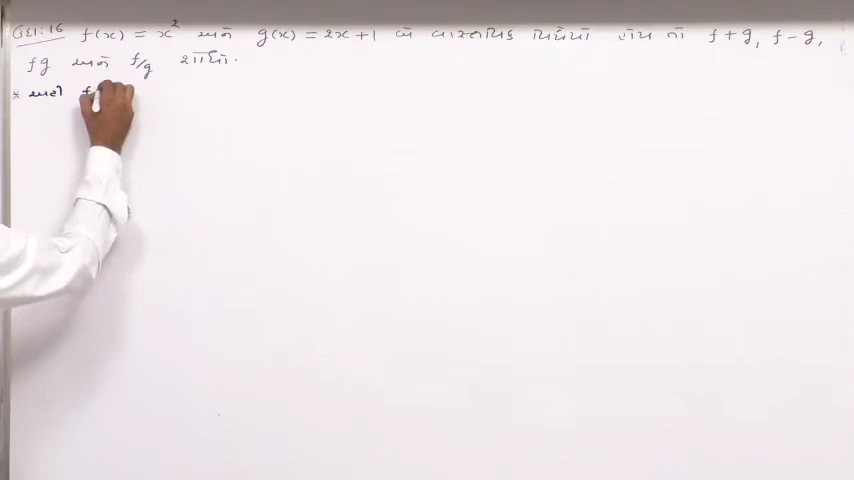 ઉદા.16 f(x) = x² અને g(x) = 2x+1 બે વાસ્તવિક વિધેયો હોય તો f+g, f-g,
fg અને f/g શોધો.
* અહીં f